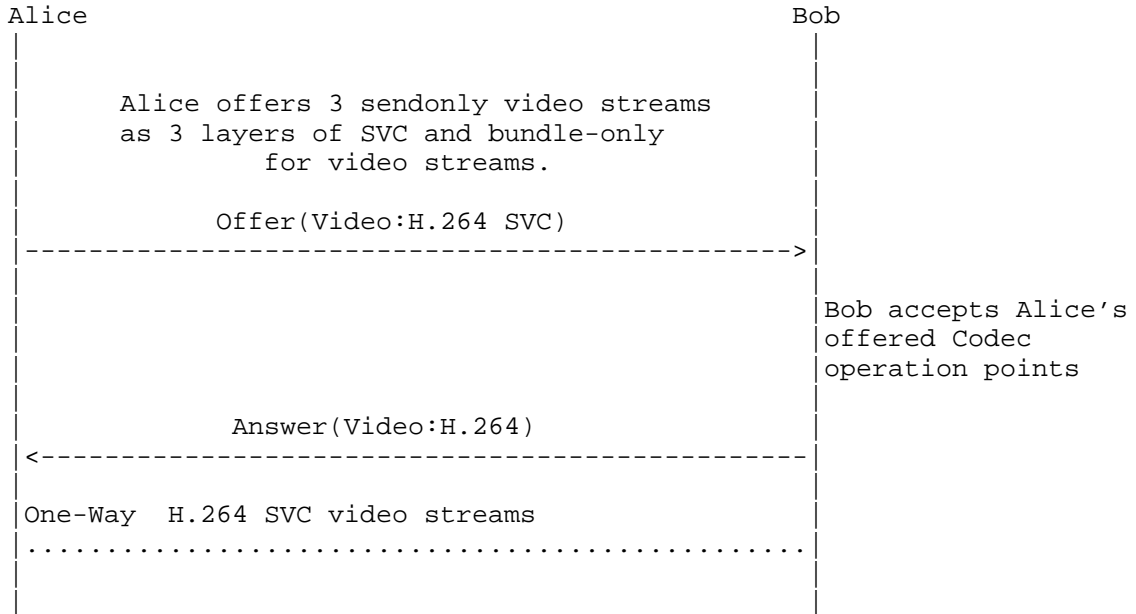 Alice Bob
Alice offers 3 sendonly video streams
as 3 layers of SVC and bundle-only
for video streams.
Offer(Video:H.264 SVC)
Bob accepts Alice’s
offered Codec
operation points
Answer(Video:H.264)
One-Way H.264 SVC video streams